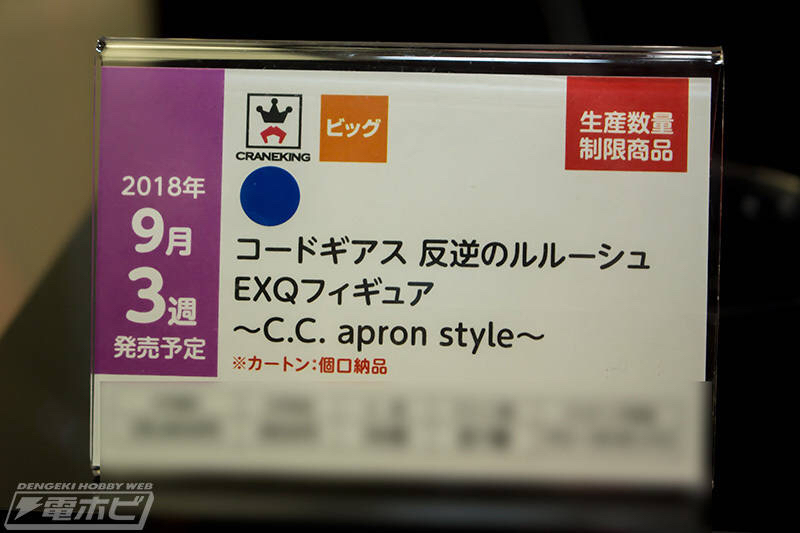 2018年
9月
3週
発売予定
CRANEKING
ビッグ
生産数量
制限商品
コードギアス 反逆のルルーシュ
EXQフィギュア
～C.C. apron style～
※カートン：個口納品
DENGEKI HOBBY WEB
電ホビ